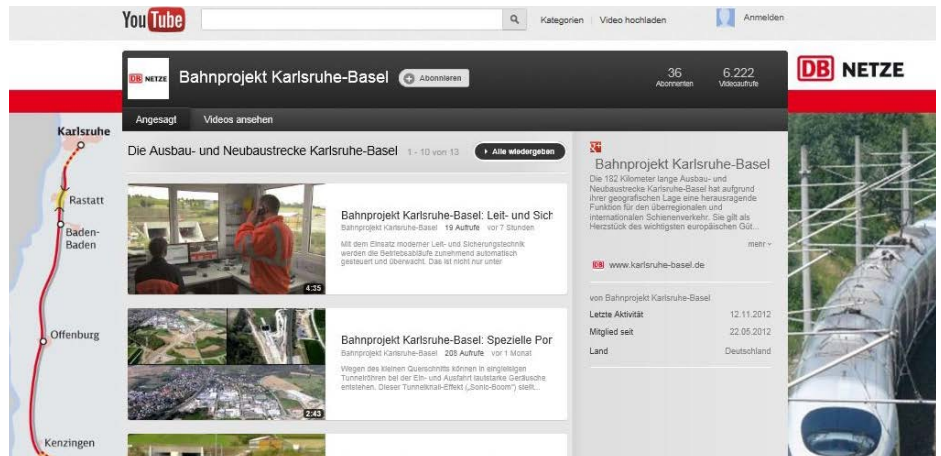 YouTube
Kategorien
Video hochladen
Anmelden
DB NETZE
Bahnprojekt Karlsruhe-Basel
Abonnieren
36
Abonnenten
6.222
Videoaufrufe
DB NETZE
Angesagt
Videos ansehen
Karlsruhe
Rastatt
Baden-
Baden
Offenburg
Kenzingen
Die Ausbau- und Neubaustrecke Karlsruhe-Basel
1 - 10 von 13
Alle wiedergeben
Bahnprojekt Karlsruhe-Basel: Leit- und Sich
Bahnprojekt Karlsruhe-Basel 19 Aufrufe vor 7 Stunden
Mit dem Einsatz moderner Leit- und Sicherungstechnik
werden die Betriebsabläufe zunehmend automatisch
gesteuert und überwacht. Das ist nicht nur unter
4:35
Bahnprojekt Karlsruhe-Basel: Spezielle Por
Bahnprojekt Karlsruhe-Basel 208 Aufrufe vor 1 Monat
Wegen des kleinen Querschnitts können in eingleisigen
Tunnelröhren bei der Ein- und Ausfahrt lautstarke Geräusche
entstehen. Dieser Tunnelknall-Effekt („Sonic-Boom“) stellt...
2:43
Bahnprojekt Karlsruhe-Basel
Die 182 Kilometer lange Ausbau- und
Neubaustrecke Karlsruhe-Basel hat aufgrund
ihrer geografischen Lage eine herausragende
Funktion für den überregionalen und
internationalen Schienenverkehr. Sie gilt als
Herzstück des wichtigsten europäischen Güt...
mehr
DB www.karlsruhe-basel.de
von Bahnprojekt Karlsruhe-Basel
Letzte Aktivität 12.11.2012
Mitglied seit 22.05.2012
Land Deutschland